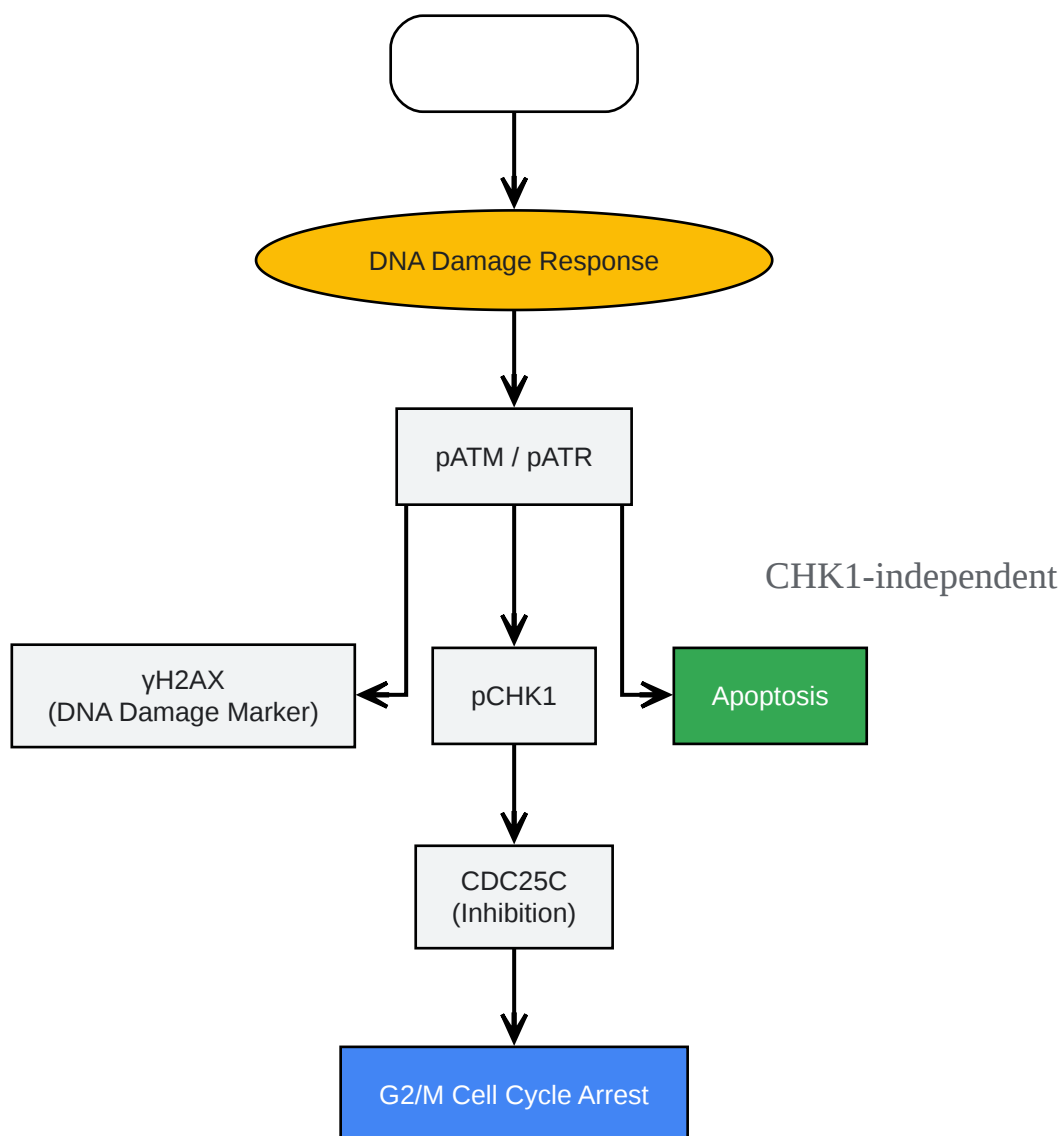 DNA Damage Response
pATM / pATR
CHK1-independent
γH2AX
(DNA Damage Marker)
pCHK1
Apoptosis
CDC25C
(Inhibition)
G2/M Cell Cycle Arrest